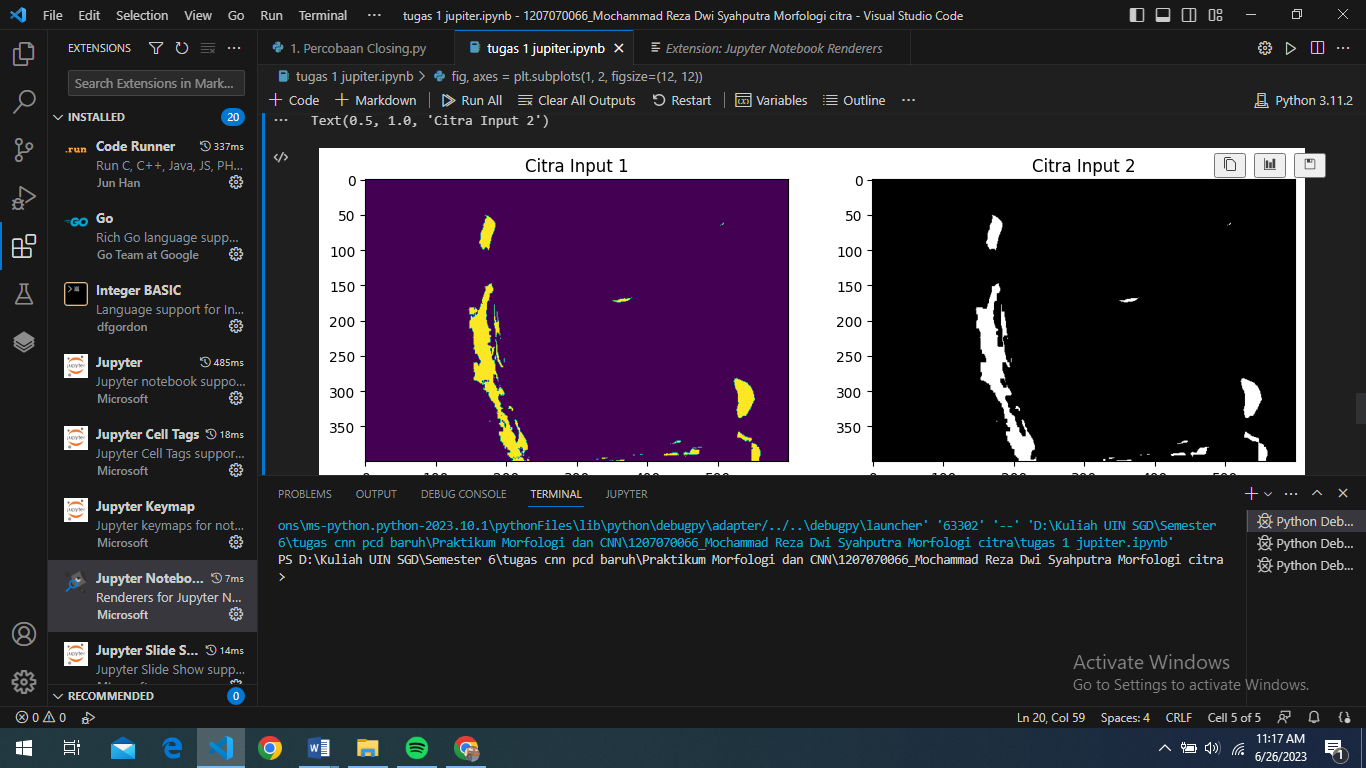 File Edit Selection View Go Run Terminal ··· tugas 1 jupiter.ipynb - 1207070066_Mochammad Reza Dwi Syahputra Morfologi citra - Visual Studio Code
EXTENSIONS
Search Extensions in Mark...
INSTALLED 20
Code Runner 337ms
Run C, C++, Java, JS, PH...
Jun Han
Go
Rich Go language supp...
Go Team at Google
Integer BASIC
Language support for In...
dfgordon
Jupyter 485ms
Jupyter notebook suppo...
Microsoft
Jupyter Cell Tags 18ms
Jupyter Cell Tags suppor...
Microsoft
Jupyter Keymap
Jupyter keymaps for not...
Microsoft
Jupyter Notebo... 7ms
Renderers for Jupyter N...
Microsoft
Jupyter Slide S... 14ms
Jupyter Slide Show supp...
RECOMMENDED 0
1. Percobaan Closing.py tugas 1 jupiter.ipynb Extension: Jupyter Notebook Renderers
tugas 1 jupiter.ipynb > fig, axes = plt.subplots(1, 2, figsize=(12, 12))
+ Code + Markdown Run All Clear All Outputs Restart Variables Outline ··· Python 3.11.2
··· Text(0.5, 1.0, 'Citra Input 2')
Citra Input 1
0
50
100
150
200
250
300
350
Citra Input 2
0
50
100
150
200
250
300
350
PROBLEMS OUTPUT DEBUG CONSOLE TERMINAL JUPYTER
ons\ms-python.python-2023.10.1\pythonFiles\lib\python\debugpy\adapter/../..\debugpy\launcher' '63302' '--' 'D:\Kuliah UIN SGD\Semester
6\tugas cnn pcd baruh\Praktikum Morfologi dan CNN\1207070066_Mochammad Reza Dwi Syahputra Morfologi citra\tugas 1 jupiter.ipynb'
PS D:\Kuliah UIN SGD\Semester 6\tugas cnn pcd baruh\Praktikum Morfologi dan CNN\1207070066_Mochammad Reza Dwi Syahputra Morfologi citra
>
Python Deb...
Python Deb...
Python Deb...
Activate Windows
Go to Settings to activate Windows.
0 0 Ln 20, Col 59 Spaces: 4 CRLF Cell 5 of 5
11:17 AM
6/26/2023
1